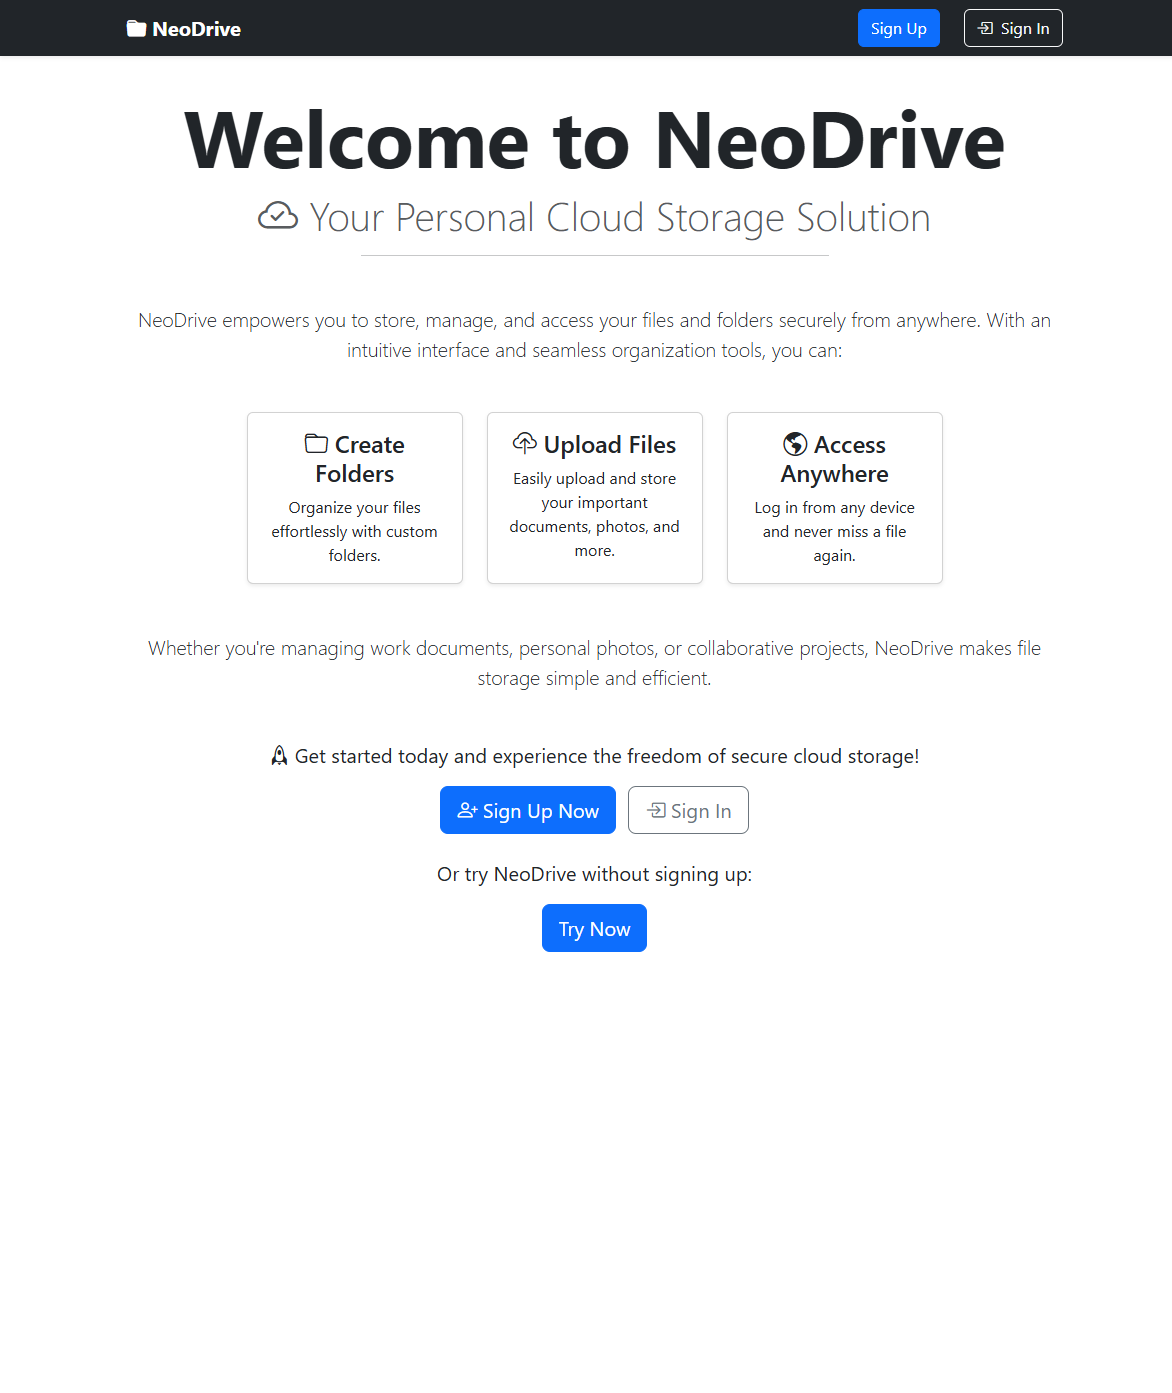 NeoDrive
Sign Up
Sign In
Welcome to NeoDrive
Your Personal Cloud Storage Solution
NeoDrive empowers you to store, manage, and access your files and folders securely from anywhere. With an
intuitive interface and seamless organization tools, you can:
Create
Folders
Organize your files
effortlessly with custom
folders.
Upload Files
Easily upload and store
your important
documents, photos, and
more.
Access
Anywhere
Log in from any device
and never miss a file
again.
Whether you're managing work documents, personal photos, or collaborative projects, NeoDrive makes file
storage simple and efficient.
Get started today and experience the freedom of secure cloud storage!
Sign Up Now
Sign In
Or try NeoDrive without signing up:
Try Now